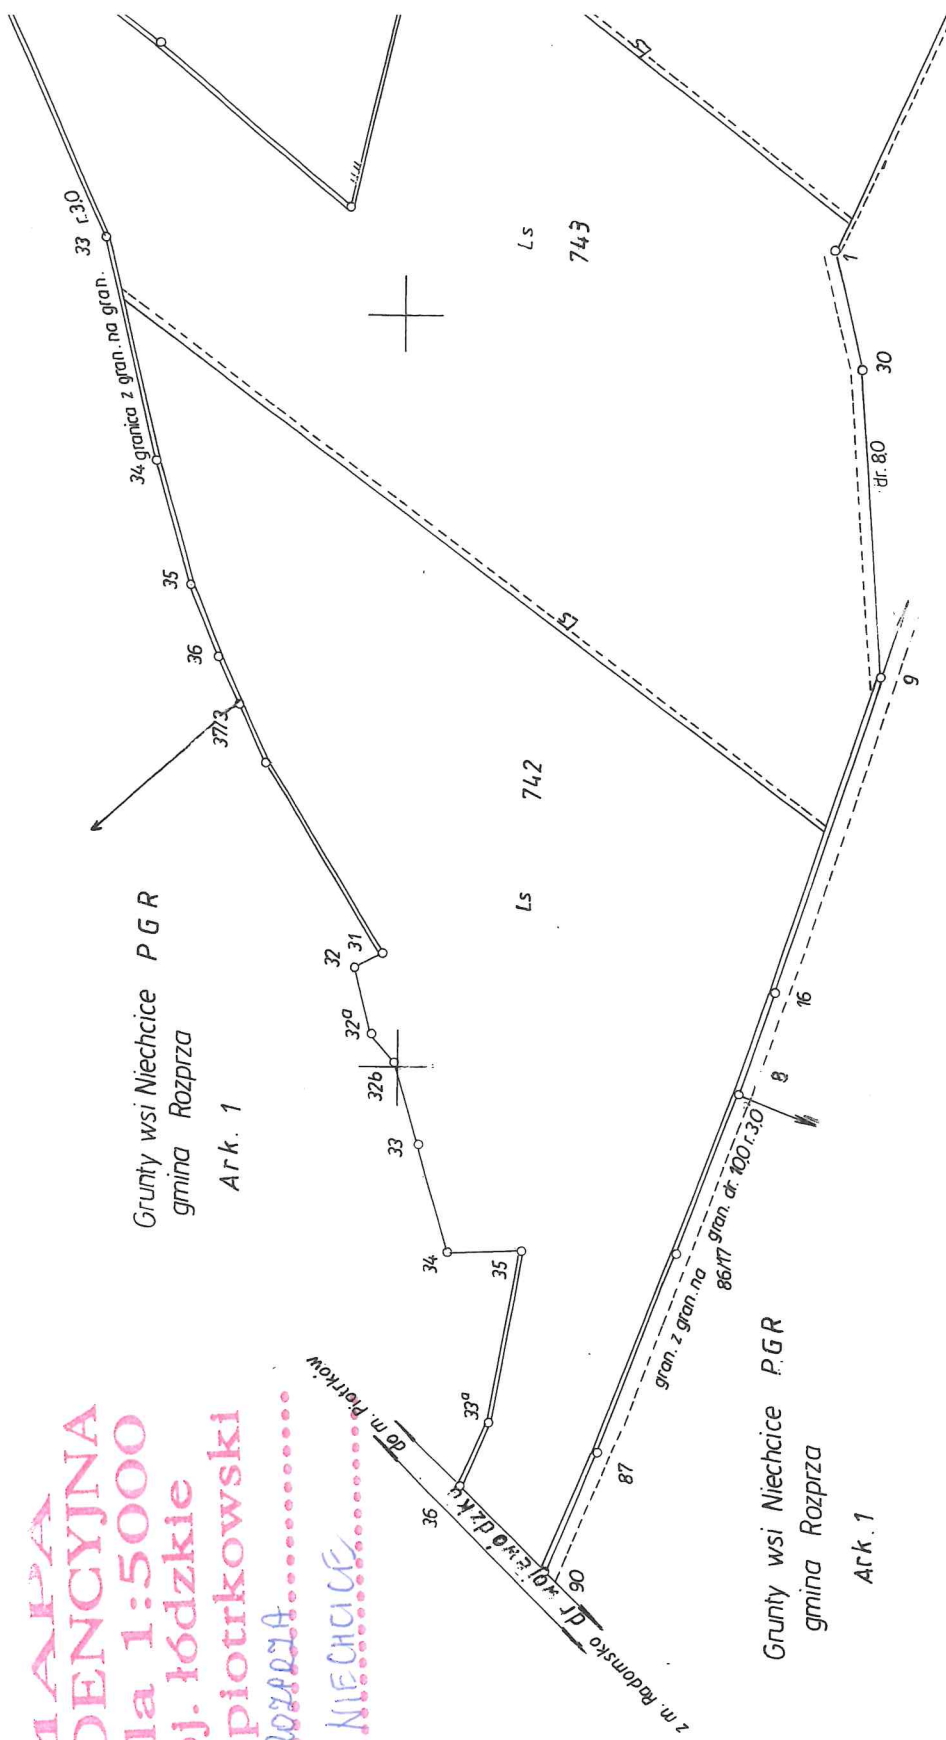 MAPA
DENCYJNA
la 1:5000
j. łódzkie
piotrkowski
ROZPRZA
NIECHCICE
Grunty wsi Niechcice P G R
gmina Rozprza
Ark. 1
33 r.3,0
34 granica z gran. na gran.
35
36
37/3
31
32
32a
32b
33
34
35
33a
36
do m. Piotrków
dr wojewódzku
z m. Radomsko
90
87
gran. z gran. na
gran. dr. 10,0 r. 3,0
86/17
8
16
9
dr. 8,0
30
1
Ls
742
Ls
743
Grunty wsi Niechcice P.G R
gmina Rozprza
Ark. 1